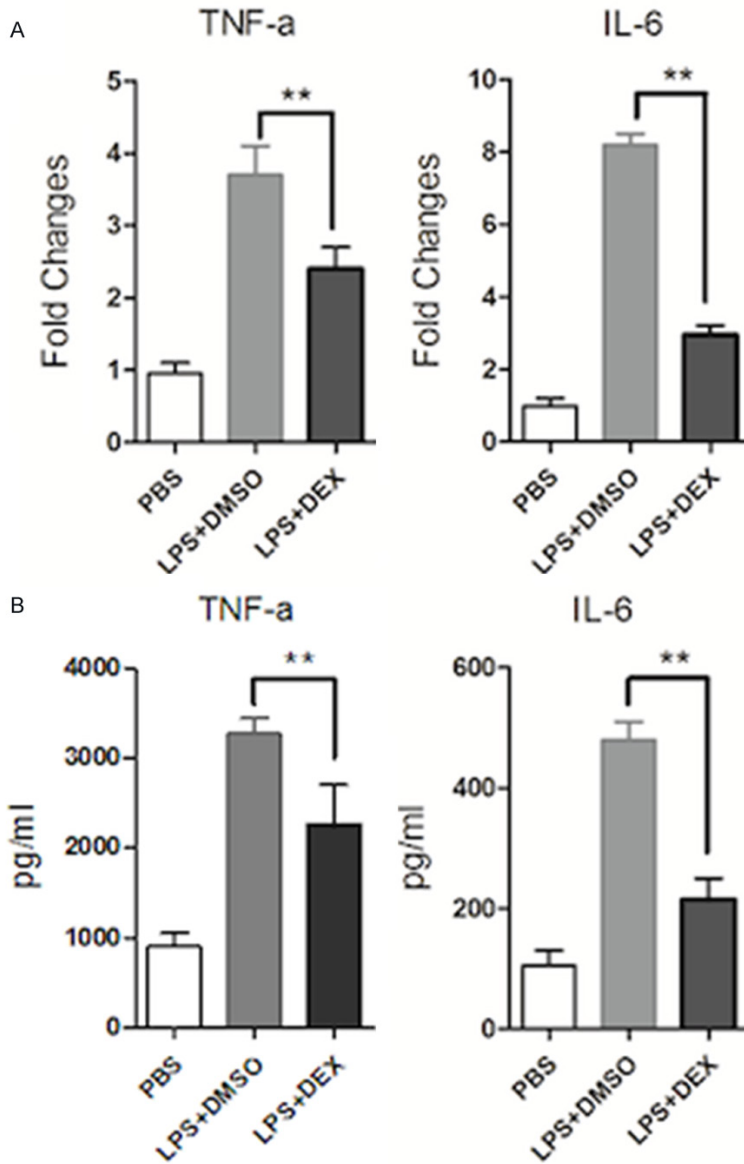 A
TNF-a
Fold Changes
5
4
3
2
1
0
**
PBS
LPS+DMSO
LPS+DEX
IL-6
Fold Changes
10
8
6
4
2
0
**
PBS
LPS+DMSO
LPS+DEX
B
TNF-a
pg/ml
4000
3000
2000
1000
0
**
PBS
LPS+DMSO
LPS+DEX
IL-6
pg/ml
600
400
200
0
**
PBS
LPS+DMSO
LPS+DEX